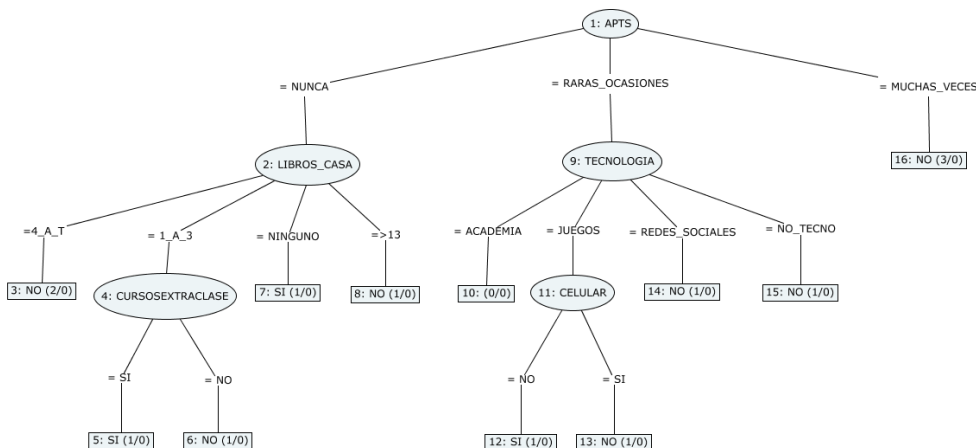 1: APTS
= NUNCA
= RARAS_OCASIONES
= MUCHAS_VECES
2: LIBROS_CASA
9: TECNOLOGIA
16: NO (3/0)
=4_A_T
= 1_A_3
= NINGUNO
=>13
= ACADEMIA
= JUEGOS
= REDES_SOCIALES
= NO_TECNO
3: NO (2/0)
4: CURSOSEXTRACLASE
7: SI (1/0)
8: NO (1/0)
10: (0/0)
11: CELULAR
14: NO (1/0)
15: NO (1/0)
= SI
= NO
= NO
= SI
5: SI (1/0)
6: NO (1/0)
12: SI (1/0)
13: NO (1/0)